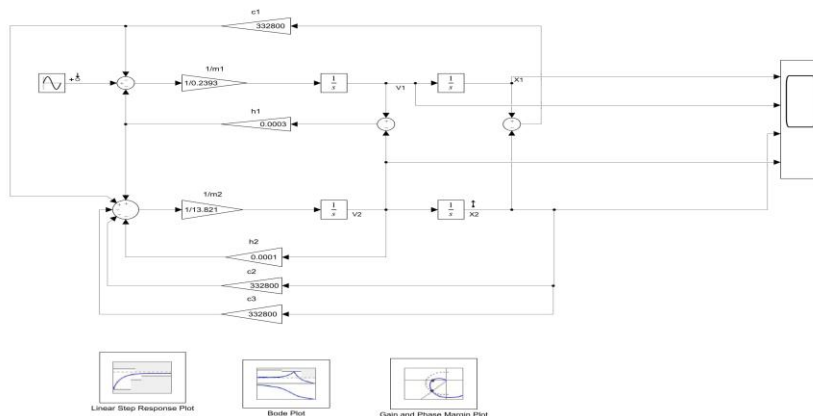 c1
332800
1/m1
1/0.2393
1
s
V1
1
s
X1
h1
0.0003
1/m2
1/13.821
1
s
V2
1
s
X2
h2
0.0001
c2
332800
c3
332800
Linear Step Response Plot
Bode Plot
Gain and Phase Margin Plot